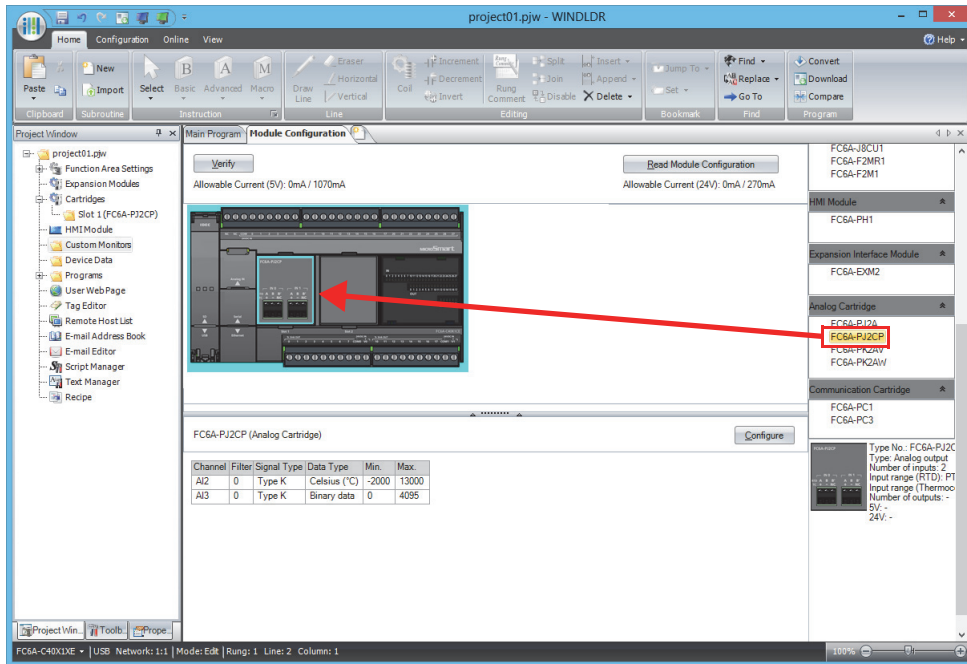 project01.pjw - WINDLDR
Home Configuration Online View
Help
Paste
New
Import
Select
Basic Advanced Macro
Draw Line
Eraser
Horizontal
Vertical
Coil
Increment
Decrement
Invert
Rung Comment
Split
Join
Disable
Insert
Append
Delete
Jump To
Set
Find
Replace
Go To
Convert
Download
Compare
Clipboard Subroutine Instruction Line Editing Bookmark Find Program
Project Window
project01.pjw
Function Area Settings
Expansion Modules
Cartridges
Slot 1 (FC6A-PJ2CP)
HMI Module
Custom Monitors
Device Data
Programs
User Web Page
Tag Editor
Remote Host List
E-mail Address Book
E-mail Editor
Script Manager
Text Manager
Recipe
Project Win... Toolb... Prope...
Main Program Module Configuration
Verify
Read Module Configuration
Allowable Current (5V): 0mA / 1070mA
Allowable Current (24V): 0mA / 270mA
FC6A-PJ2CP (Analog Cartridge)
Configure
Channel Filter Signal Type Data Type Min. Max.
AI2 0 Type K Celsius (°C) -2000 13000
AI3 0 Type K Binary data 0 4095
FC6A-J8CU1
FC6A-F2MR1
FC6A-F2M1
HMI Module
FC6A-PH1
Expansion Interface Module
FC6A-EXM2
Analog Cartridge
FC6A-PJ2A
FC6A-PJ2CP
FC6A-PK2AV
FC6A-PK2AW
Communication Cartridge
FC6A-PC1
FC6A-PC3
Type No.: FC6A-PJ2C
Type: Analog output
Number of inputs: 2
Input range (RTD): PT
Input range (Thermoc
Number of outputs: -
5V: -
24V: -
FC6A-C40X1XE USB Network: 1:1 Mode: Edit Rung: 1 Line: 2 Column: 1
100%